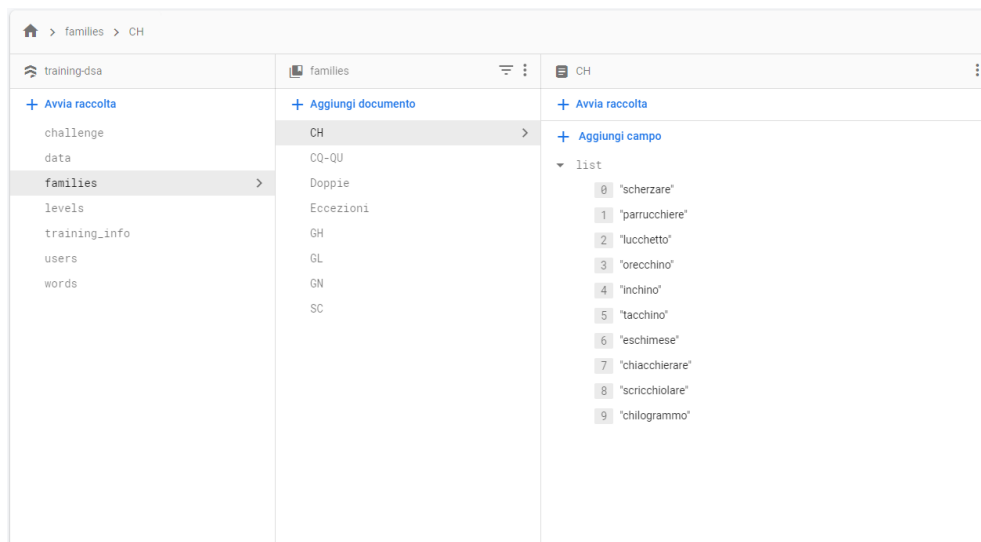 families > CH
training-dsa
Avvia raccolta
challenge
data
families
levels
training_info
users
words
families
Aggiungi documento
CH
CQ-QU
Doppie
Eccezioni
GH
GL
GN
SC
CH
Avvia raccolta
Aggiungi campo
list
0 "scherzare"
1 "parrucchiere"
2 "lucchetto"
3 "orecchino"
4 "inchino"
5 "tacchino"
6 "eschimese"
7 "chiacchierare"
8 "scricchiolare"
9 "chilogrammo"